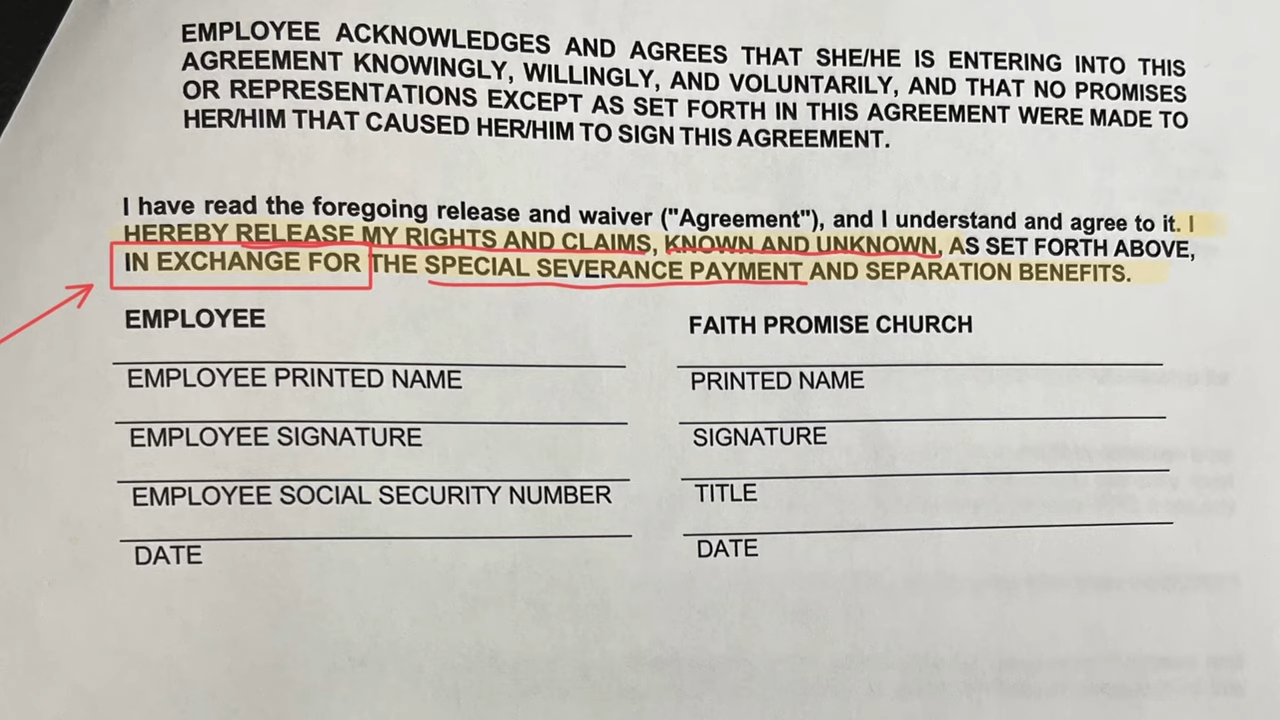 EMPLOYEE ACKNOWLEDGES AND AGREES THAT SHE/HE IS ENTERING INTO THIS
AGREEMENT KNOWINGLY, WILLINGLY, AND VOLUNTARILY, AND THAT NO PROMISES
OR REPRESENTATIONS EXCEPT AS SET FORTH IN THIS AGREEMENT WERE MADE TO
HER/HIM THAT CAUSED HER/HIM TO SIGN THIS AGREEMENT.
I have read the foregoing release and waiver ("Agreement"), and I understand and agree to it. I
HEREBY RELEASE MY RIGHTS AND CLAIMS, KNOWN AND UNKNOWN, AS SET FORTH ABOVE,
IN EXCHANGE FOR THE SPECIAL SEVERANCE PAYMENT AND SEPARATION BENEFITS.
EMPLOYEE
EMPLOYEE PRINTED NAME
EMPLOYEE SIGNATURE
EMPLOYEE SOCIAL SECURITY NUMBER
DATE
FAITH PROMISE CHURCH
PRINTED NAME
SIGNATURE
TITLE
DATE